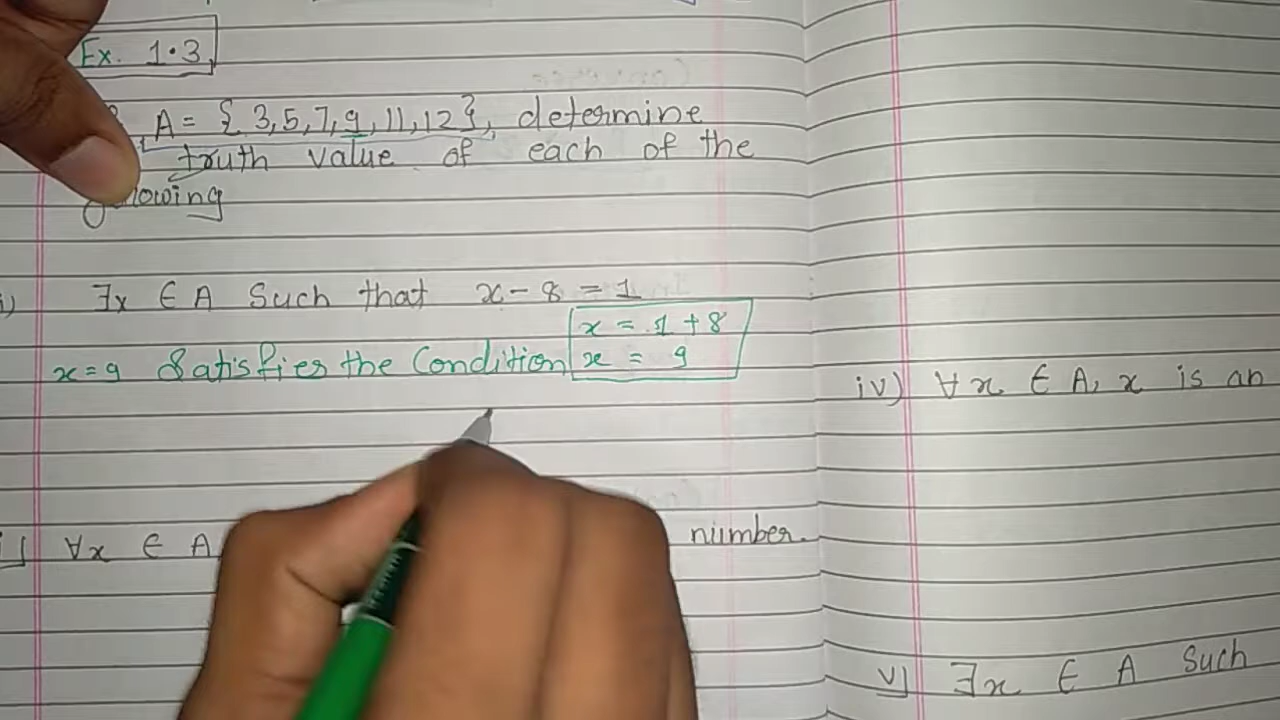 Ex. 1.3
A = { 3,5,7,9,11,12}, determine
truth value of each of the
i) ∃x ∈ A Such that x - 8 = 1
x = 1 + 8
x = 9 Satisfies the Condition x = 9
∀x ∈ A number.
iv) ∀x ∈ A, x is an
v) ∃x ∈ A Such